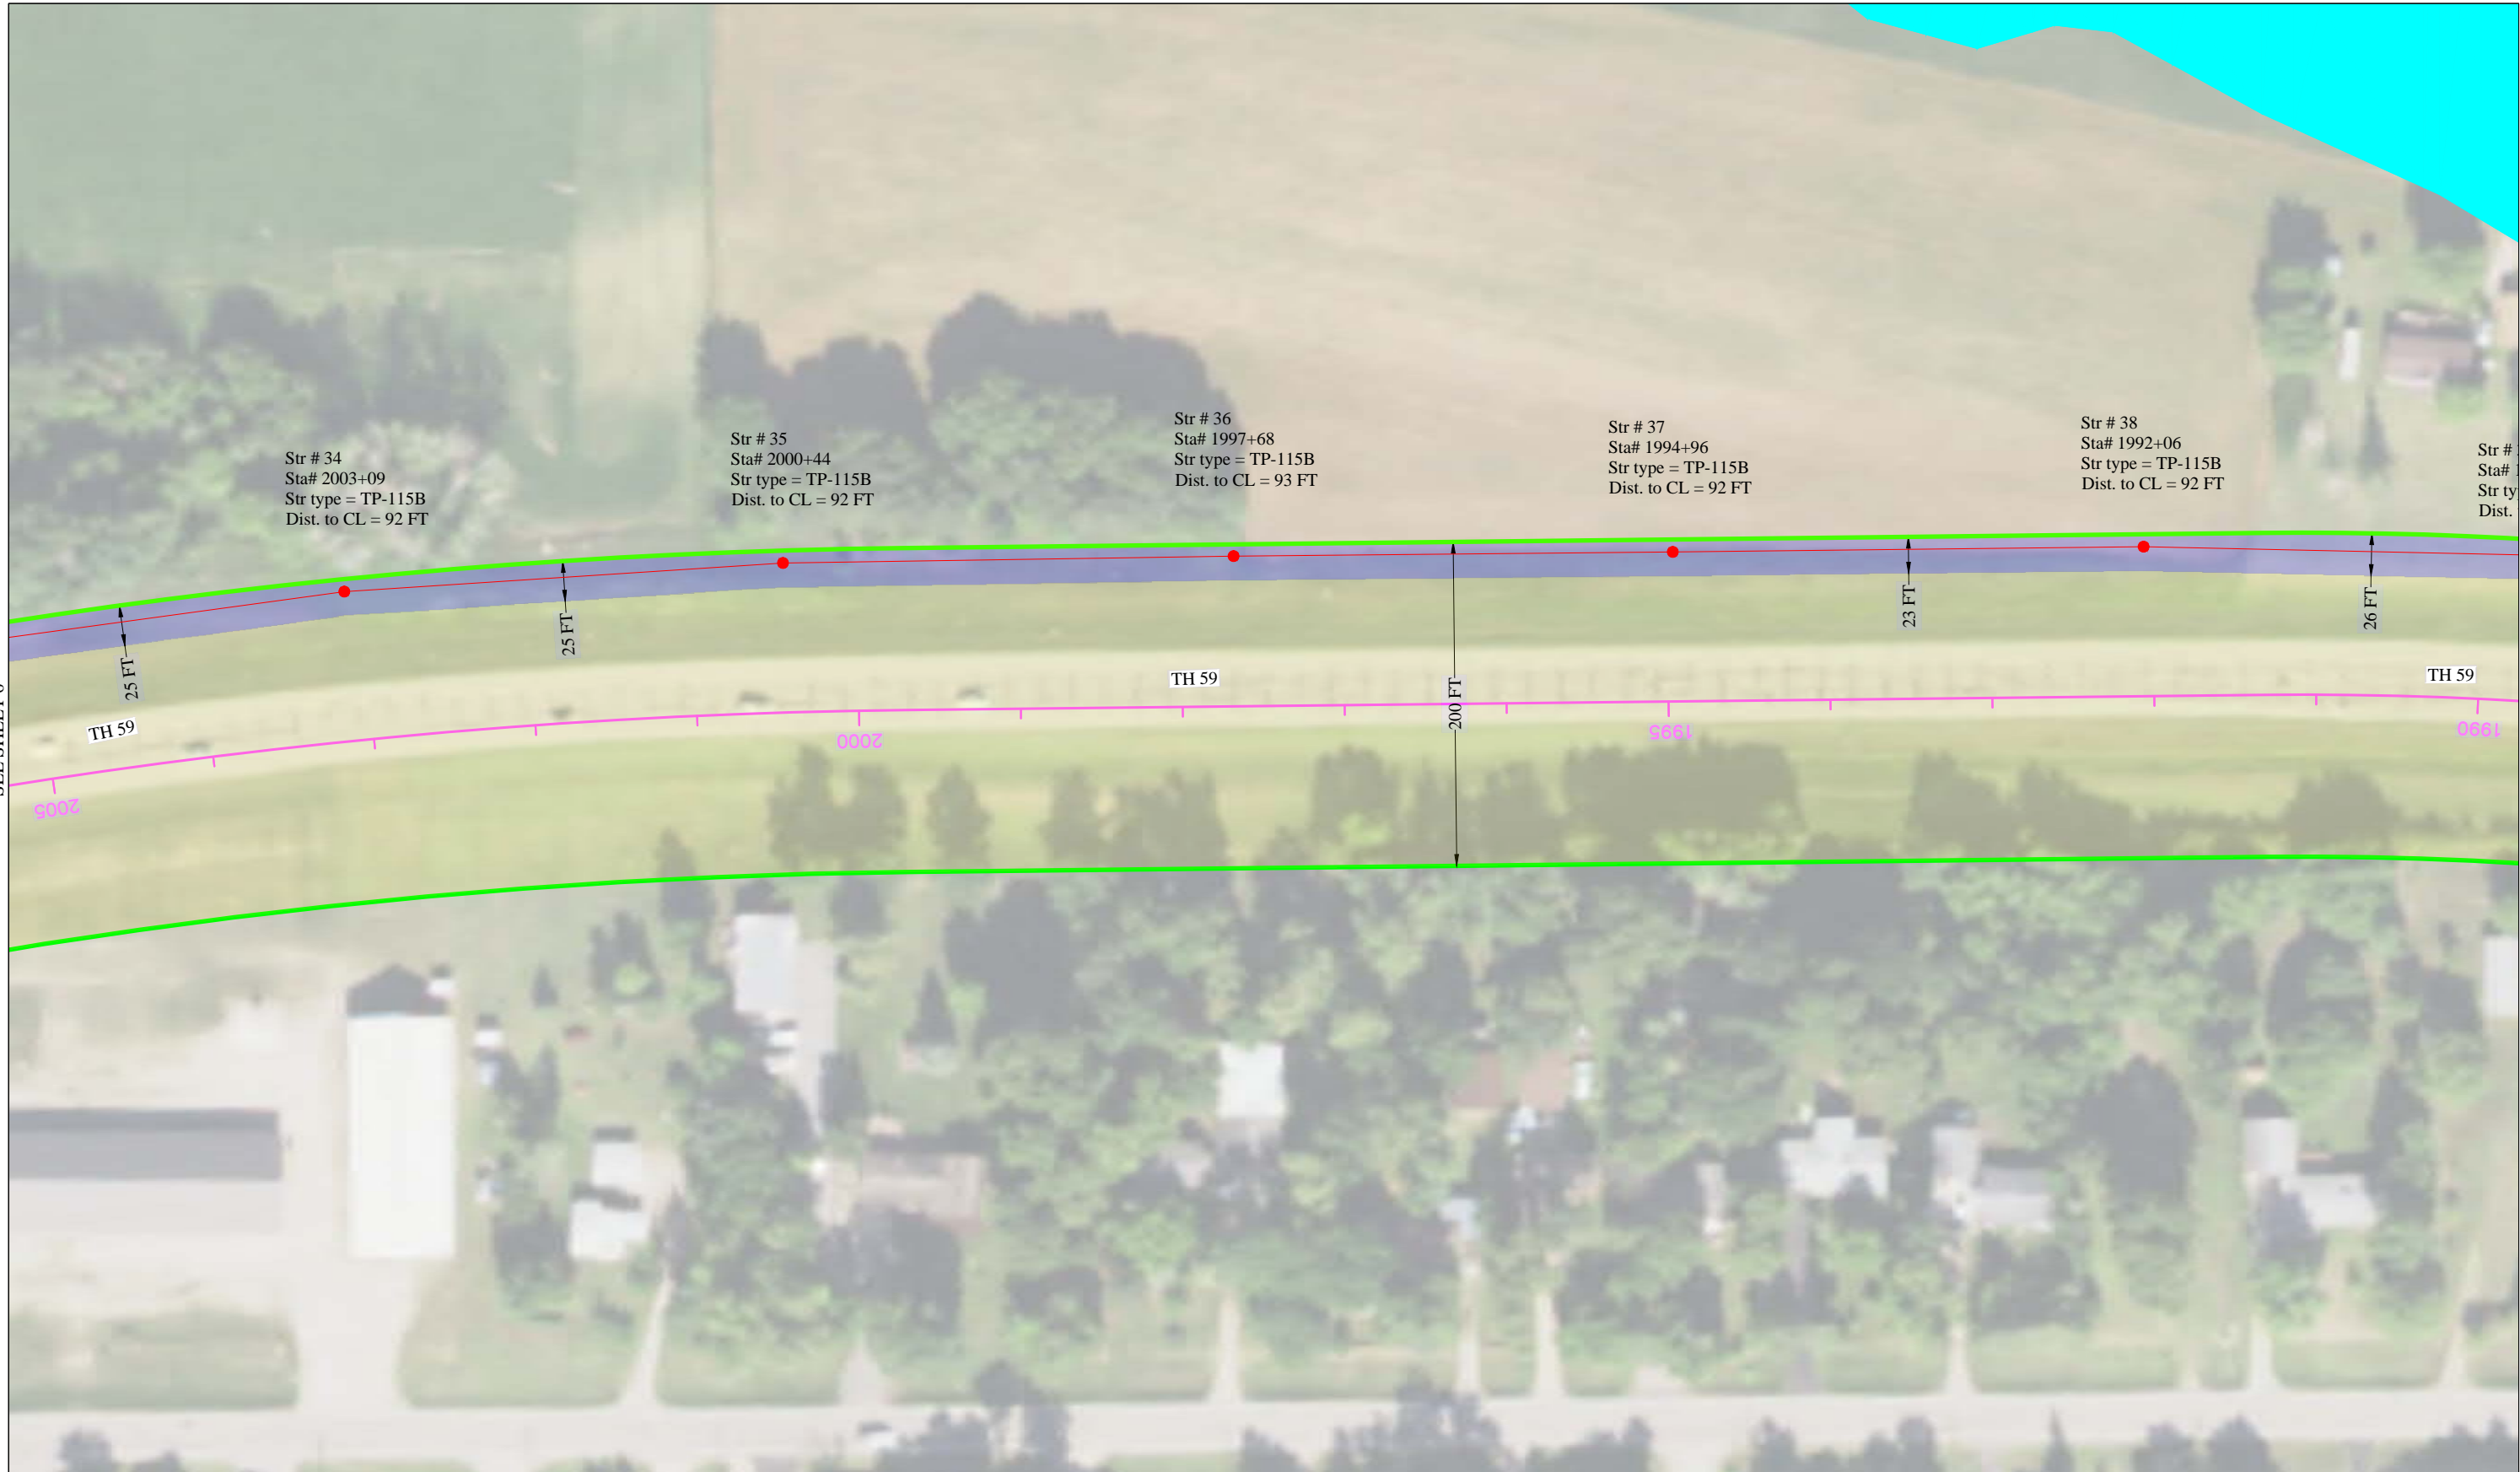 Str # 34
Sta# 2003+09
Str type = TP-115B
Dist. to CL = 92 FT
Str # 35
Sta# 2000+44
Str type = TP-115B
Dist. to CL = 92 FT
Str # 36
Sta# 1997+68
Str type = TP-115B
Dist. to CL = 93 FT
Str # 37
Sta# 1994+96
Str type = TP-115B
Dist. to CL = 92 FT
Str # 38
Sta# 1992+06
Str type = TP-115B
Dist. to CL = 92 FT
Str #
Sta#
Str ty
Dist.
25 FT
25 FT
200 FT
23 FT
26 FT
TH 59
TH 59
TH 59
2005
2000
1995
1990